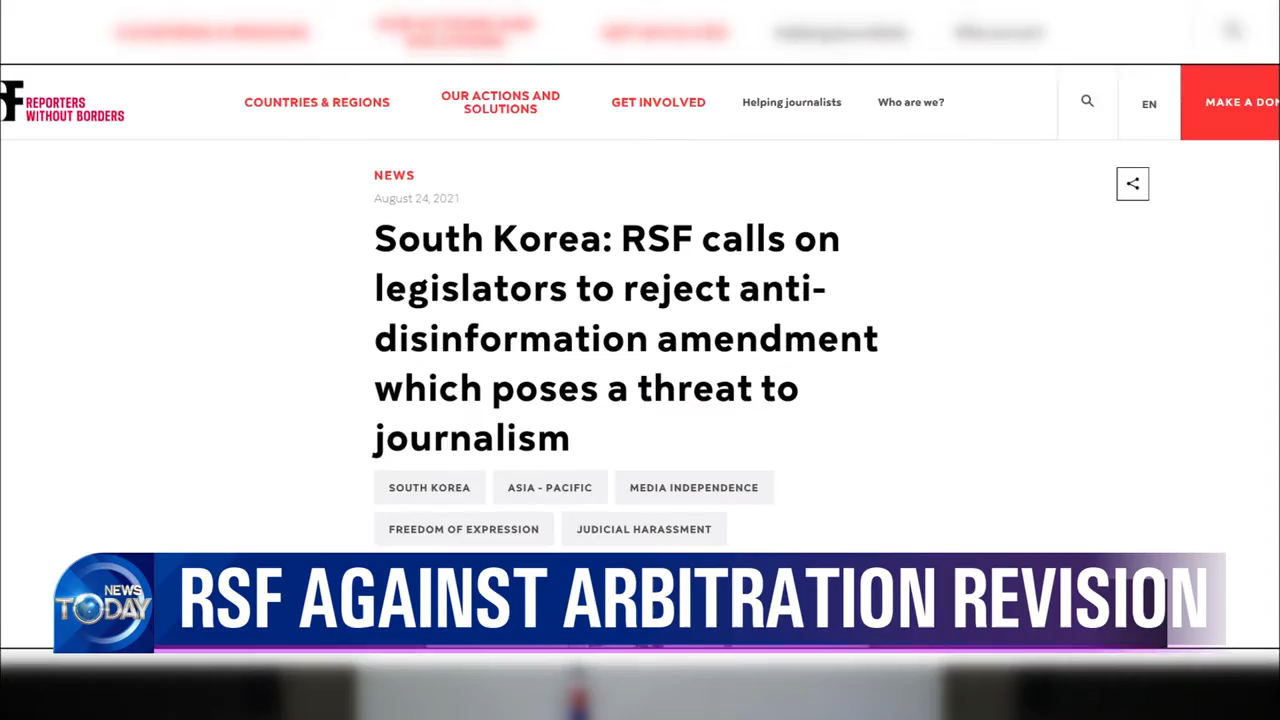 COUNTRIES & REGIONS
OUR ACTIONS AND
SOLUTIONS
GET INVOLVED
Helping journalists
Who are we?
EN
REPORTERS
WITHOUT BORDERS
NEWS
August 24, 2021
South Korea: RSF calls on
legislators to reject anti-
disinformation amendment
which poses a threat to
journalism
SOUTH KOREA
ASIA - PACIFIC
MEDIA INDEPENDENCE
FREEDOM OF EXPRESSION
JUDICIAL HARASSMENT
NEWS
TODAY
RSF AGAINST ARBITRATION REVISION